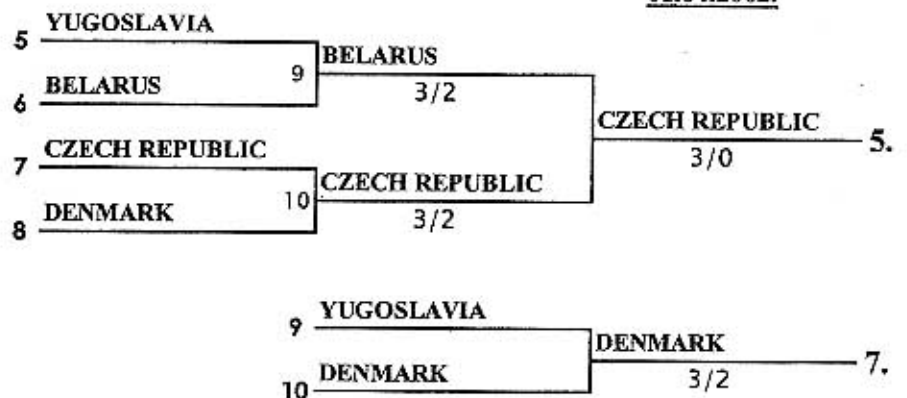 5 YUGOSLAVIA
9 BELARUS
3/2
6 BELARUS
CZECH REPUBLIC 5.
3/0
7 CZECH REPUBLIC
10 CZECH REPUBLIC
3/2
8 DENMARK
9 YUGOSLAVIA
DENMARK 7.
3/2
10 DENMARK